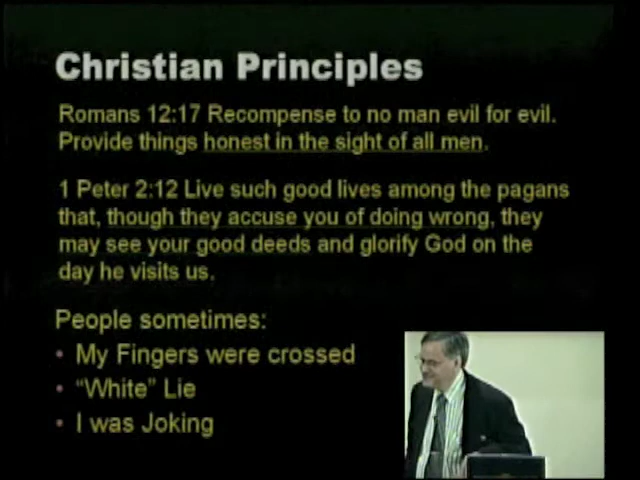 Christian Principles
Romans 12:17 Recompense to no man evil for evil.
Provide things honest in the sight of all men.
1 Peter 2:12 Live such good lives among the pagans
that, though they accuse you of doing wrong, they
may see your good deeds and glorify God on the
day he visits us.
People sometimes:
• My Fingers were crossed
• “White” Lie
• I was Joking